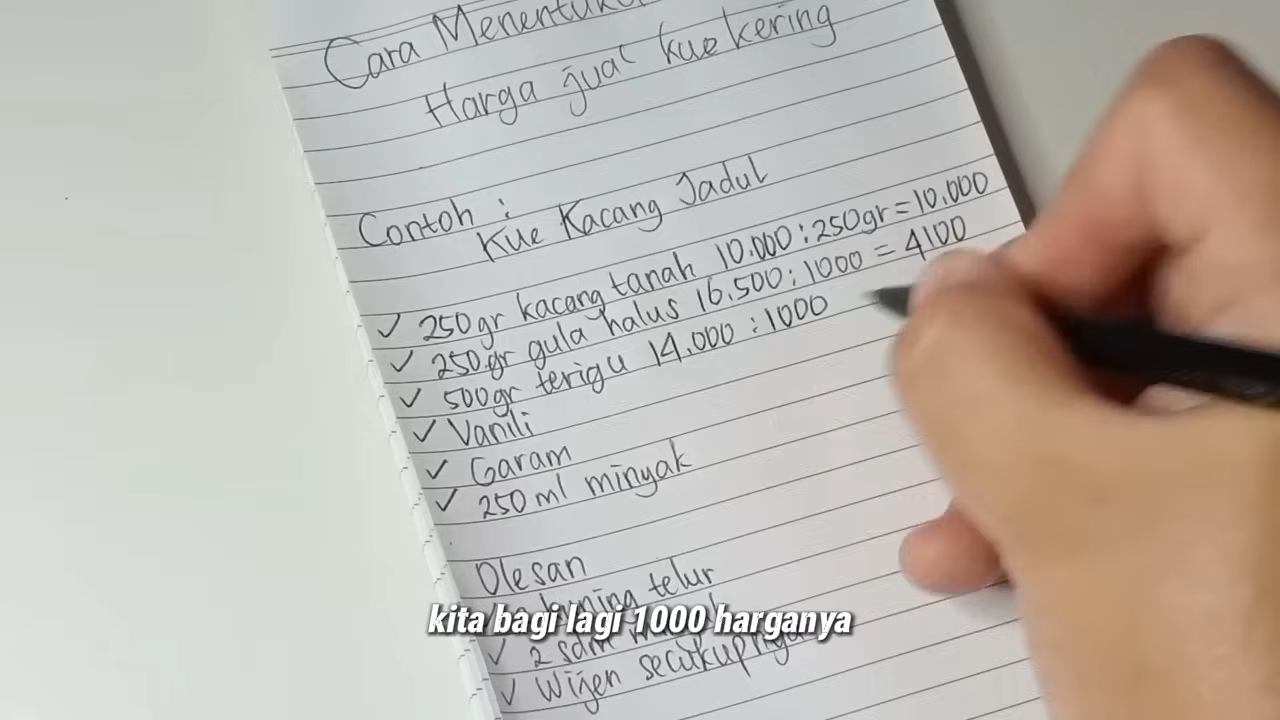 Cara Menentukan
Harga jual kue kering
Contoh :
Kue Kacang Jadul
✓ 250gr kacang tanah 10.000 : 250gr = 10.000
✓ 250gr gula halus 16.500 : 1000 = 4100
✓ 500gr terigu 14.000 : 1000
✓ Vanili
✓ Garam
✓ 250 ml minyak
Olesan
kuning telur
kita bagi lagi 1000 harganya
✓ 2 sdm
✓ Wijen secukupnya